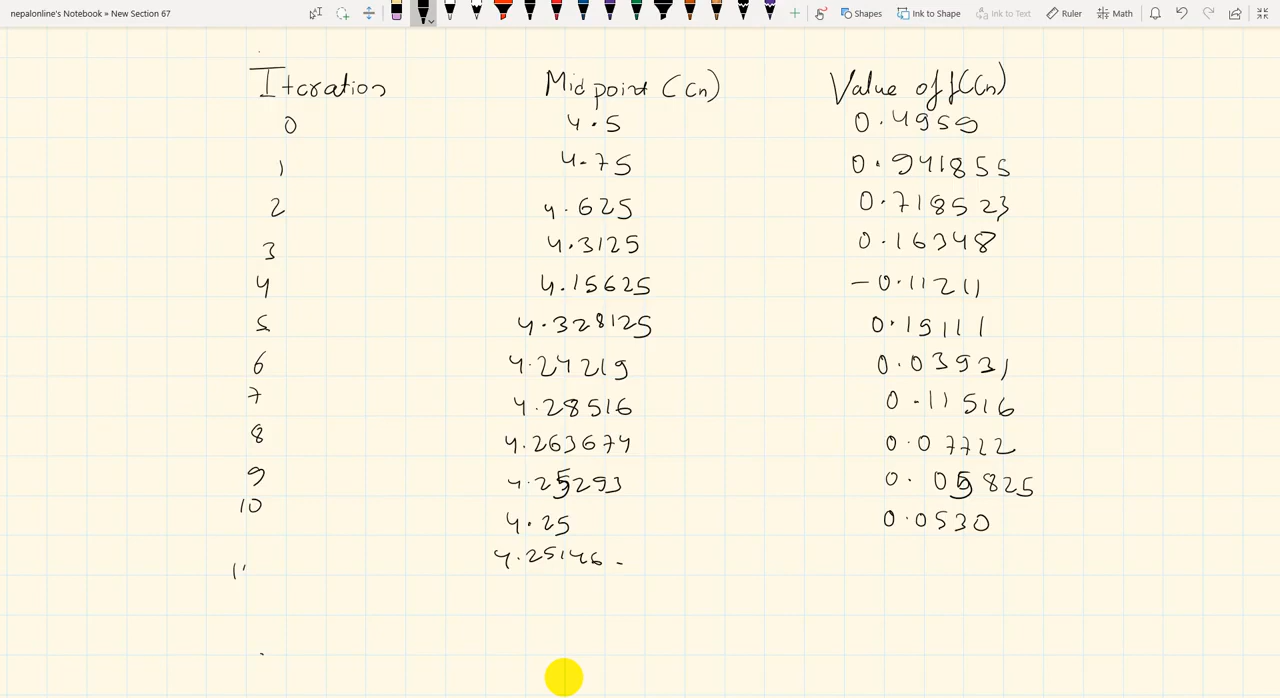 nepalonline's Notebook » New Section 67
Shapes Ink to Shape Ink to Text Ruler Math
Iteration Midpoint (Cn) Value of f(Cn)
0 4.5 0.4959
1 4.75 0.941855
2 4.625 0.718523
3 4.3125 0.16348
4 4.15625 -0.11211
5 4.328125 0.19111
6 4.24219 0.03931
7 4.28516 0.11516
8 4.263674 0.07722
9 4.25293 0.05825
10 4.25 0.0530
11 4.25146